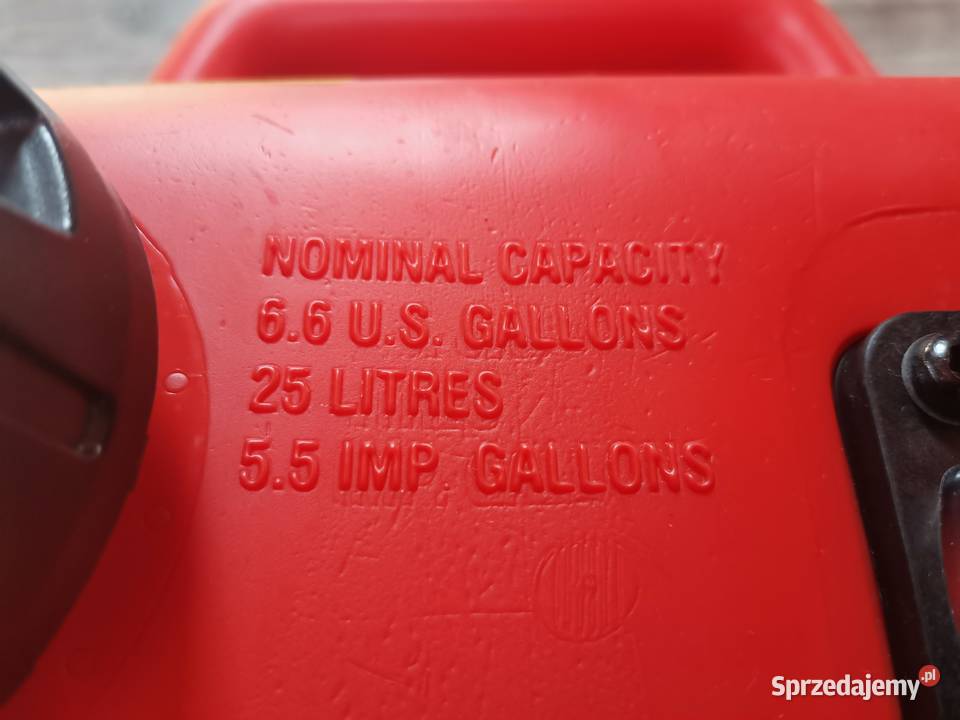 NOMINAL CAPACITY
6.6 U.S. GALLONS
25 LITRES
5.5 IMP. GALLONS
Sprzedajemy.pl